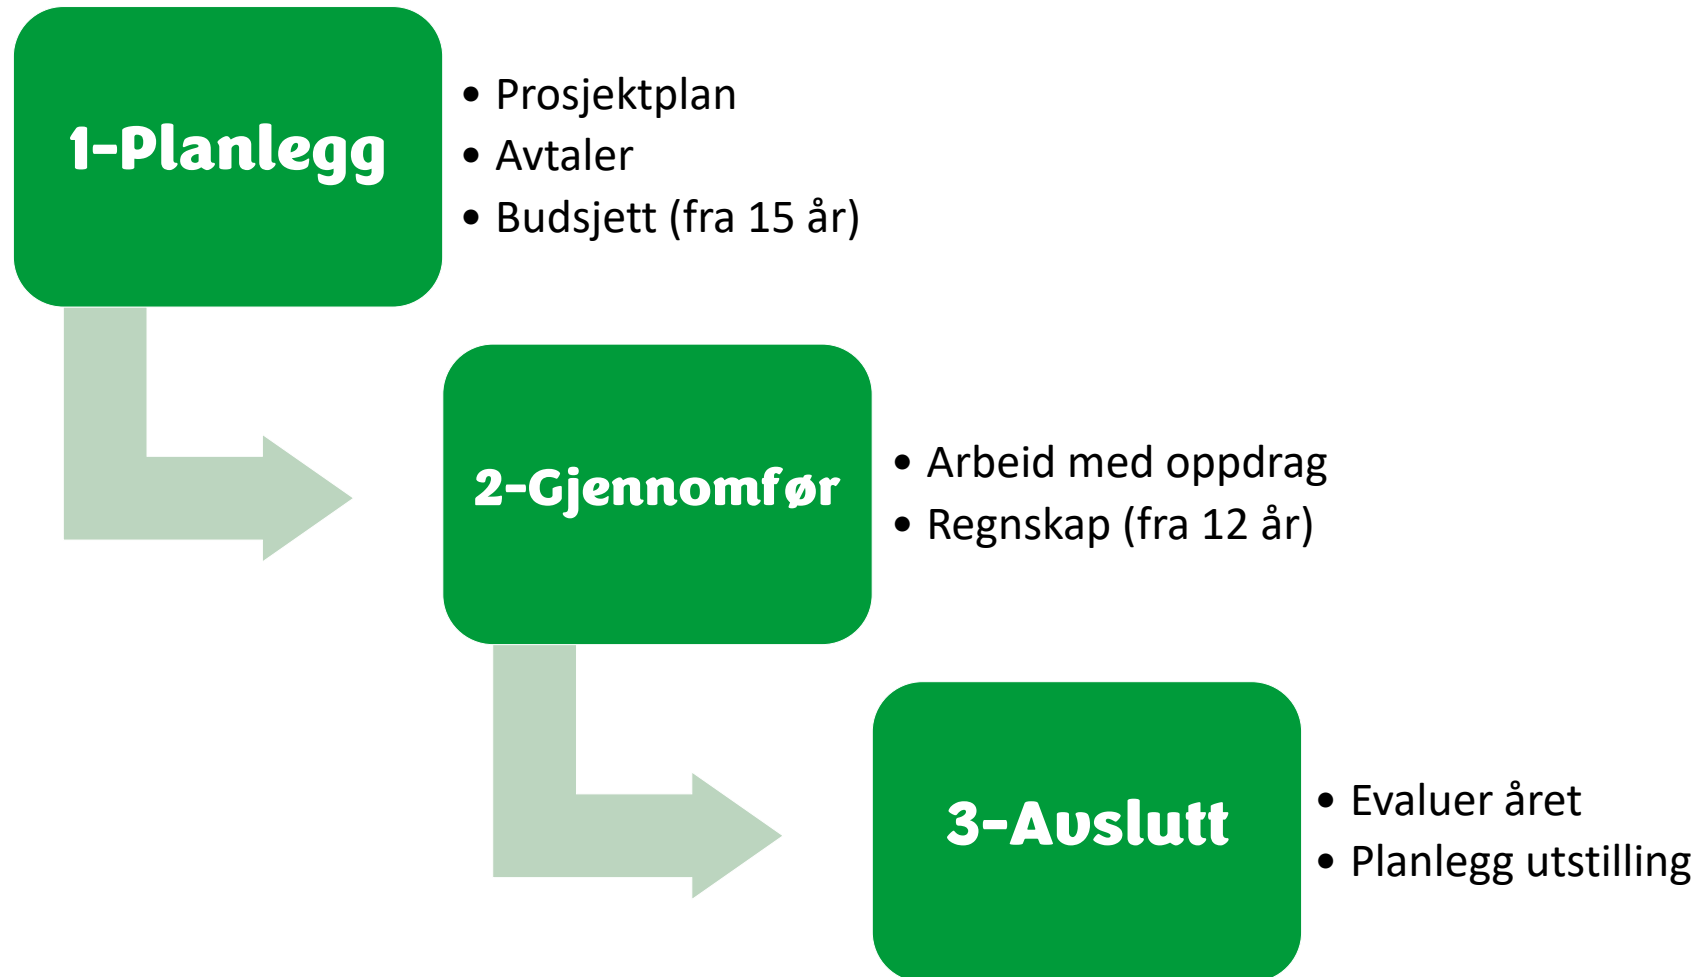 1-Planlegg
• Prosjektplan
• Avtaler
• Budsjett (fra 15 år)
2-Gjennomfør
• Arbeid med oppdrag
• Regnskap (fra 12 år)
3-Avslutt
• Evaluer året
• Planlegg utstilling